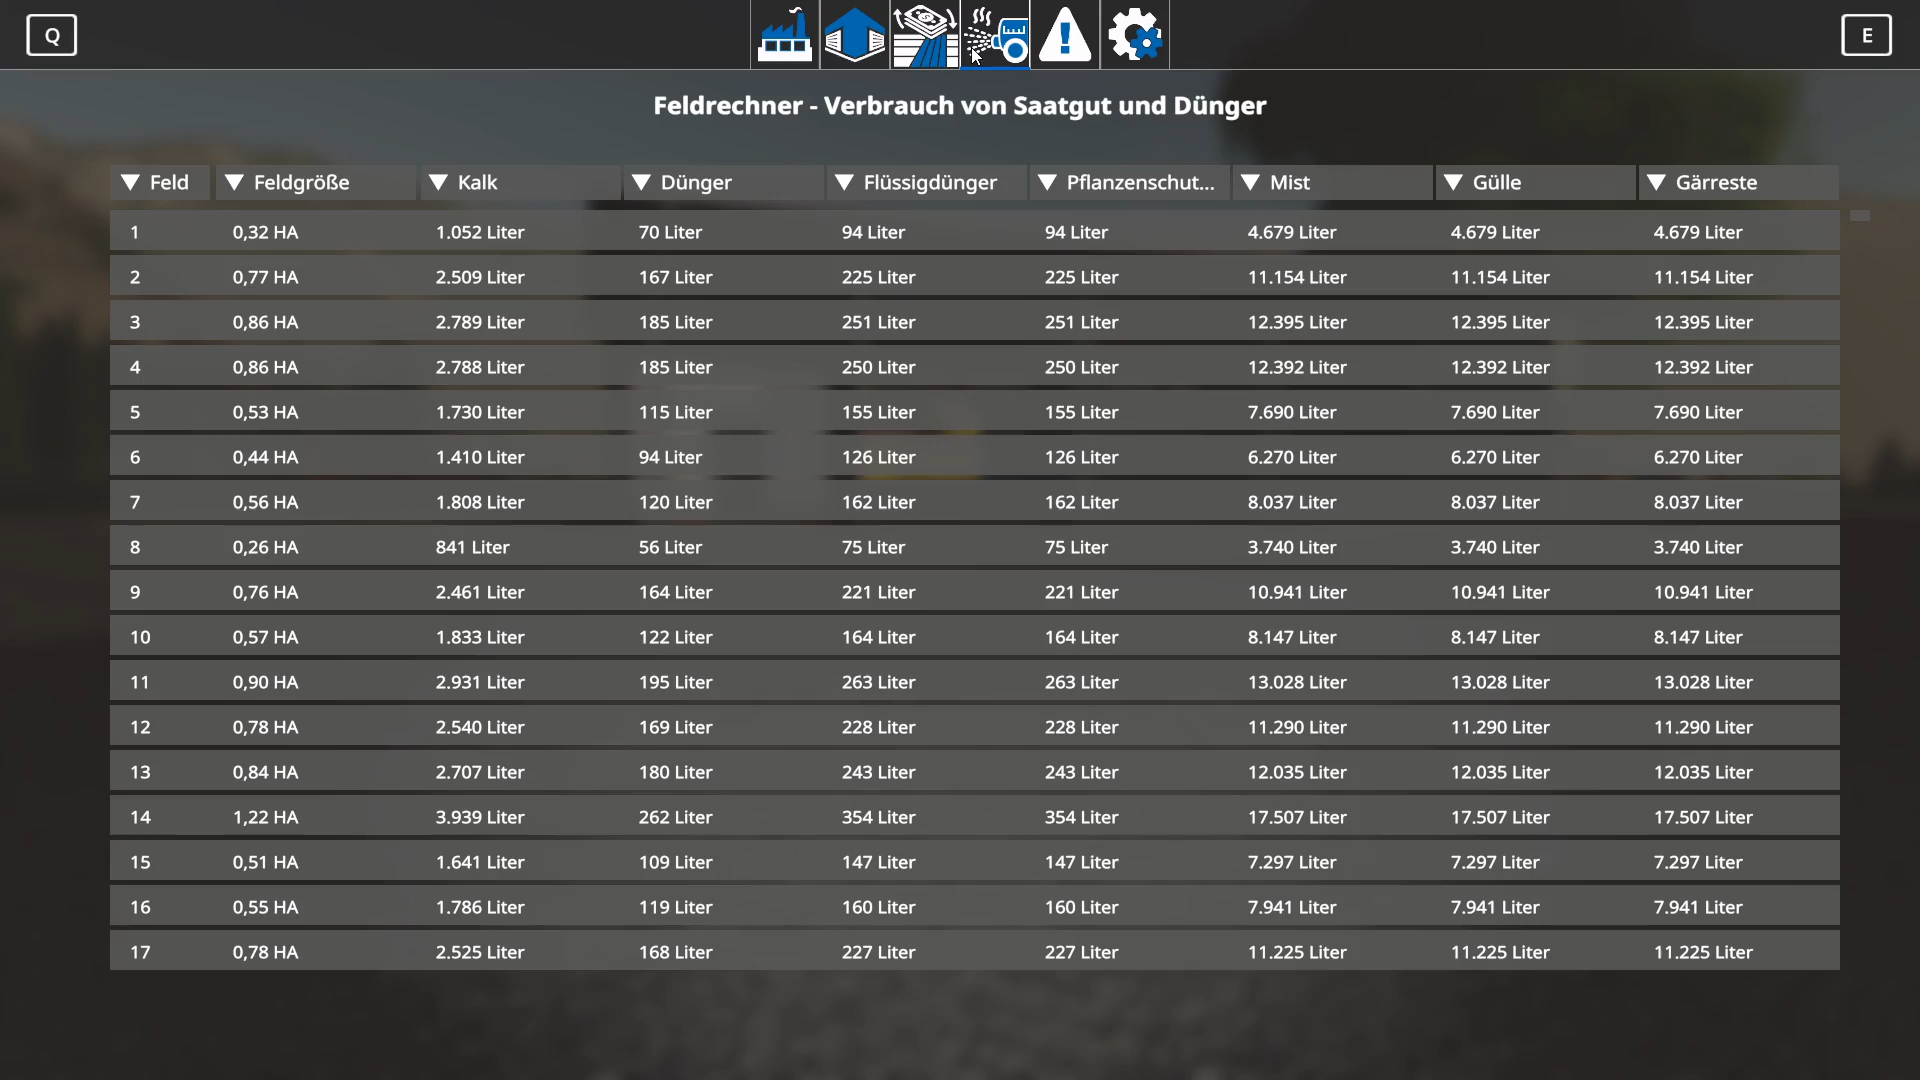 Q
E
Feldrechner - Verbrauch von Saatgut und Dünger
Feld Feldgröße Kalk Dünger Flüssigdünger Pflanzenschut... Mist Gülle Gärreste
1 0,32 HA 1.052 Liter 70 Liter 94 Liter 94 Liter 4.679 Liter 4.679 Liter 4.679 Liter
2 0,77 HA 2.509 Liter 167 Liter 225 Liter 225 Liter 11.154 Liter 11.154 Liter 11.154 Liter
3 0,86 HA 2.789 Liter 185 Liter 251 Liter 251 Liter 12.395 Liter 12.395 Liter 12.395 Liter
4 0,86 HA 2.788 Liter 185 Liter 250 Liter 250 Liter 12.392 Liter 12.392 Liter 12.392 Liter
5 0,53 HA 1.730 Liter 115 Liter 155 Liter 155 Liter 7.690 Liter 7.690 Liter 7.690 Liter
6 0,44 HA 1.410 Liter 94 Liter 126 Liter 126 Liter 6.270 Liter 6.270 Liter 6.270 Liter
7 0,56 HA 1.808 Liter 120 Liter 162 Liter 162 Liter 8.037 Liter 8.037 Liter 8.037 Liter
8 0,26 HA 841 Liter 56 Liter 75 Liter 75 Liter 3.740 Liter 3.740 Liter 3.740 Liter
9 0,76 HA 2.461 Liter 164 Liter 221 Liter 221 Liter 10.941 Liter 10.941 Liter 10.941 Liter
10 0,57 HA 1.833 Liter 122 Liter 164 Liter 164 Liter 8.147 Liter 8.147 Liter 8.147 Liter
11 0,90 HA 2.931 Liter 195 Liter 263 Liter 263 Liter 13.028 Liter 13.028 Liter 13.028 Liter
12 0,78 HA 2.540 Liter 169 Liter 228 Liter 228 Liter 11.290 Liter 11.290 Liter 11.290 Liter
13 0,84 HA 2.707 Liter 180 Liter 243 Liter 243 Liter 12.035 Liter 12.035 Liter 12.035 Liter
14 1,22 HA 3.939 Liter 262 Liter 354 Liter 354 Liter 17.507 Liter 17.507 Liter 17.507 Liter
15 0,51 HA 1.641 Liter 109 Liter 147 Liter 147 Liter 7.297 Liter 7.297 Liter 7.297 Liter
16 0,55 HA 1.786 Liter 119 Liter 160 Liter 160 Liter 7.941 Liter 7.941 Liter 7.941 Liter
17 0,78 HA 2.525 Liter 168 Liter 227 Liter 227 Liter 11.225 Liter 11.225 Liter 11.225 Liter